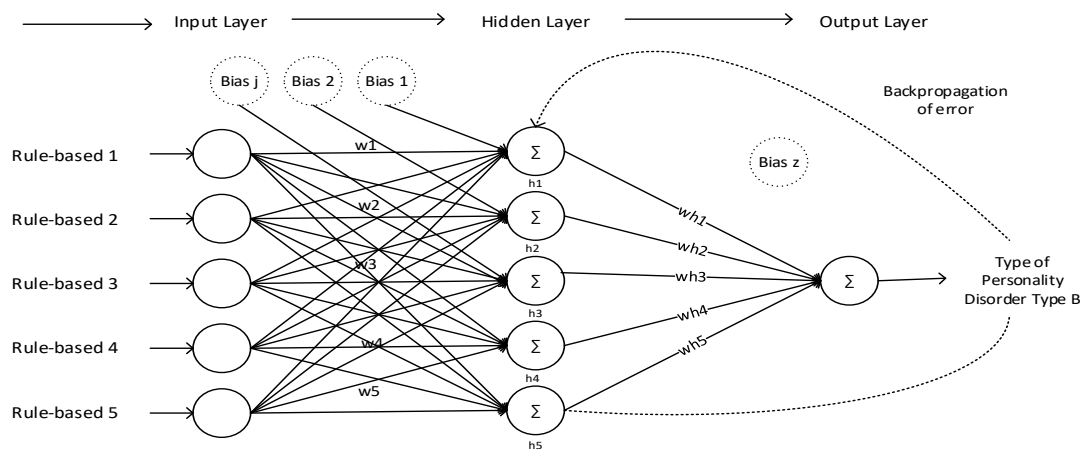 Input Layer
Hidden Layer
Output Layer
Bias j
Bias 2
Bias 1
Backpropagation
of error
Rule-based 1
w1
Σ
h1
Bias z
Rule-based 2
w2
Σ
h2
wh1
wh2
Rule-based 3
w3
Σ
h3
wh3
Σ
Type of
Personality
Disorder Type B
Rule-based 4
w4
Σ
h4
wh4
wh5
Rule-based 5
w5
Σ
h5